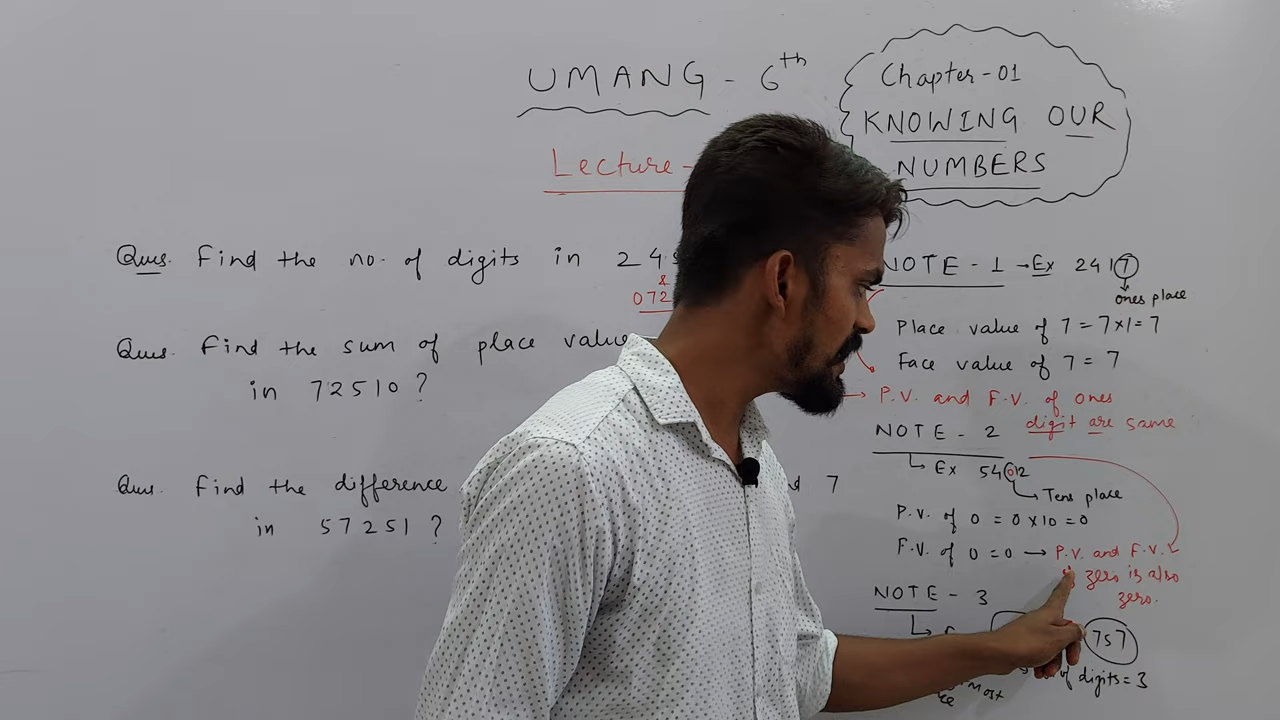 UMANG - 6th
Lecture -
Chapter-01
KNOWING OUR
NUMBERS
Ques. Find the no. of digits in 24
072
Ques. Find the sum of place value
in 72510 ?
Ques. Find the difference
7
in 57251 ?
NOTE - 1 → Ex 2417
ones place
Place value of 7 = 7×1 = 7
Face value of 7 = 7
→ P.V. and F.V. of ones
digit are same
NOTE - 2
Ex 54012
Tens place
P.V. of 0 = 0×10 = 0
F.V. of 0 = 0 → P.V. and F.V.
zero is also
zero.
NOTE - 3
757
of digits = 3